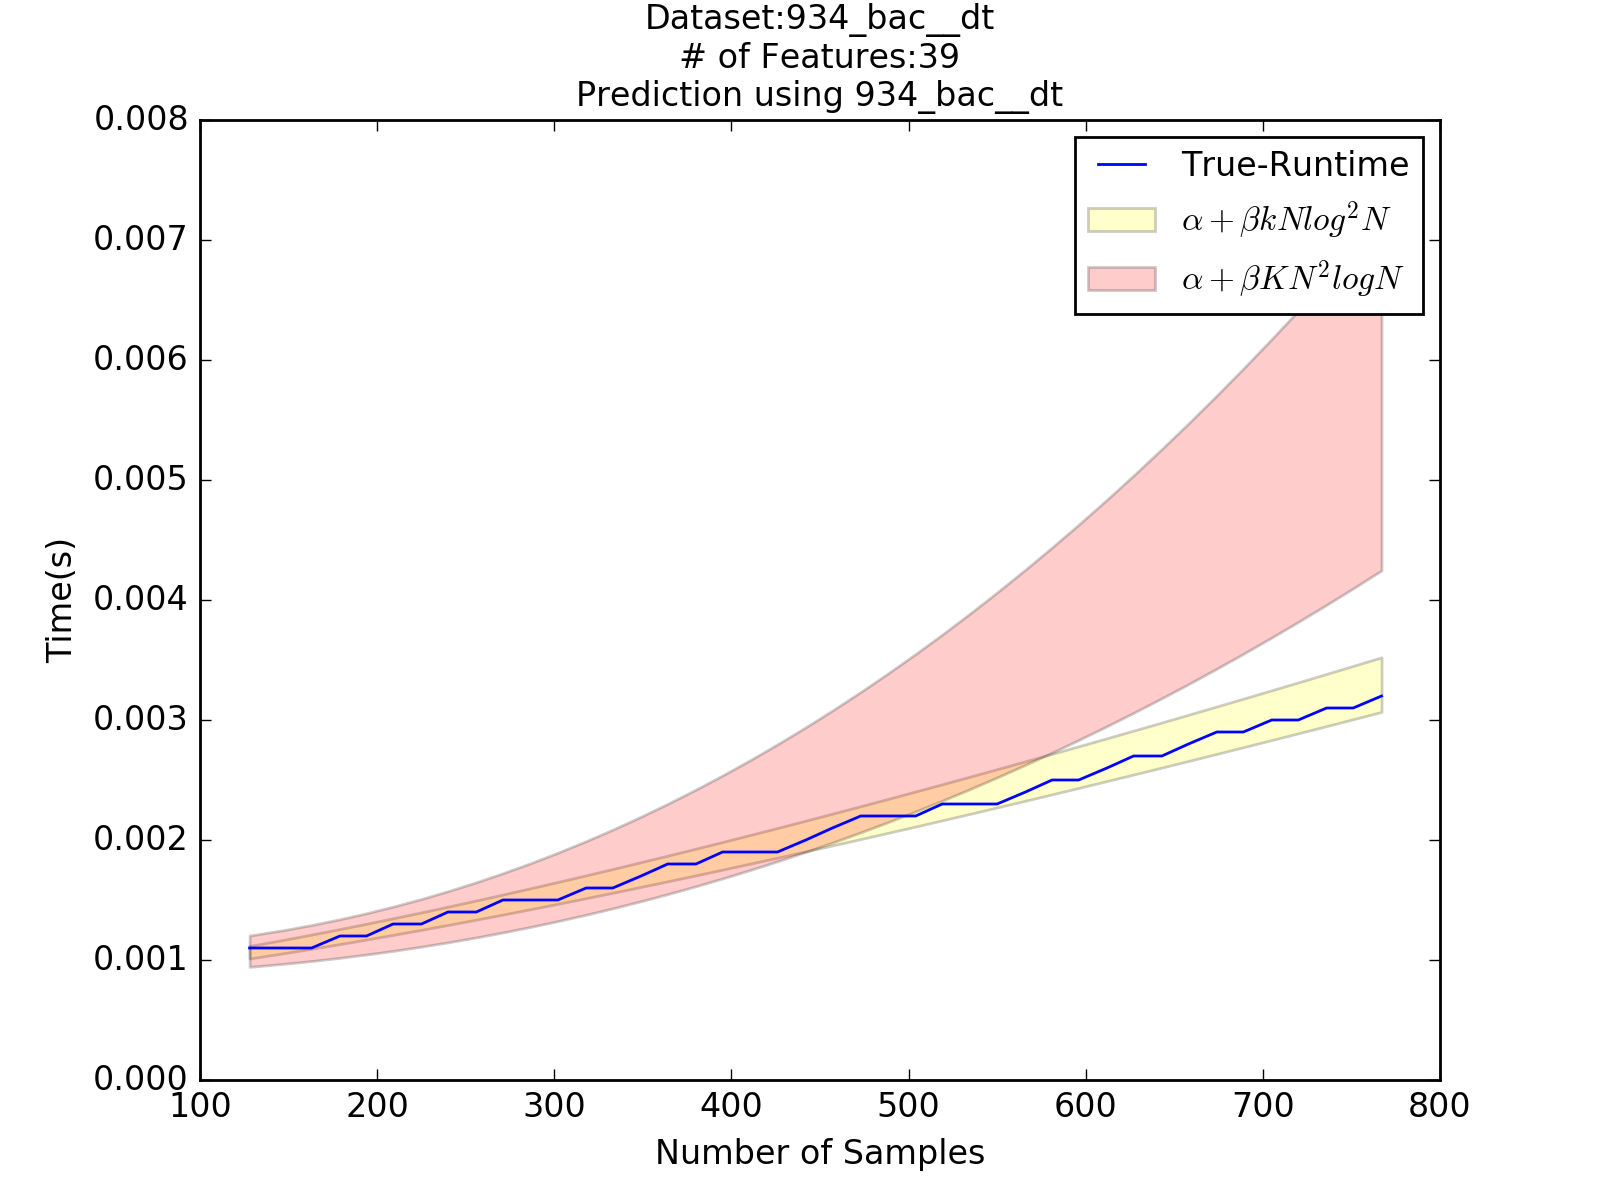 Dataset:934_bac__dt
# of Features:39
Prediction using 934_bac__dt
0.008
0.007
0.006
0.005
0.004
0.003
0.002
0.001
0.000
Time(s)
True-Runtime
α + βkNlog²N
α + βKN²logN
100 200 300 400 500 600 700 800
Number of Samples